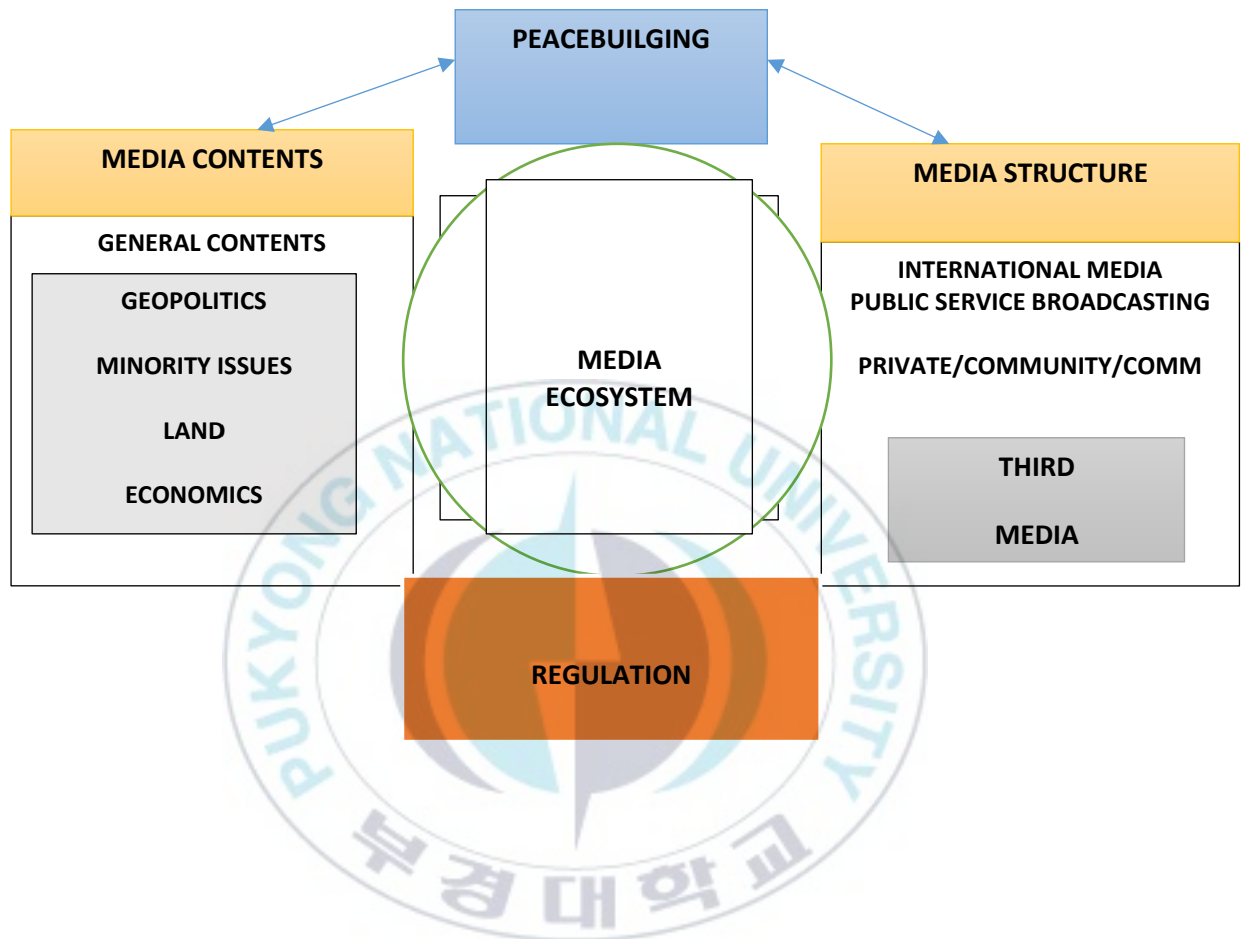 PEACEBUILGING
MEDIA CONTENTS
GENERAL CONTENTS
GEOPOLITICS
MINORITY ISSUES
LAND
ECONOMICS
MEDIA
ECOSYSTEM
MEDIA STRUCTURE
INTERNATIONAL MEDIA
PUBLIC SERVICE BROADCASTING
PRIVATE/COMMUNITY/COMM
THIRD
MEDIA
REGULATION
PUKYONG NATIONAL UNIVERSITY
부경대학교